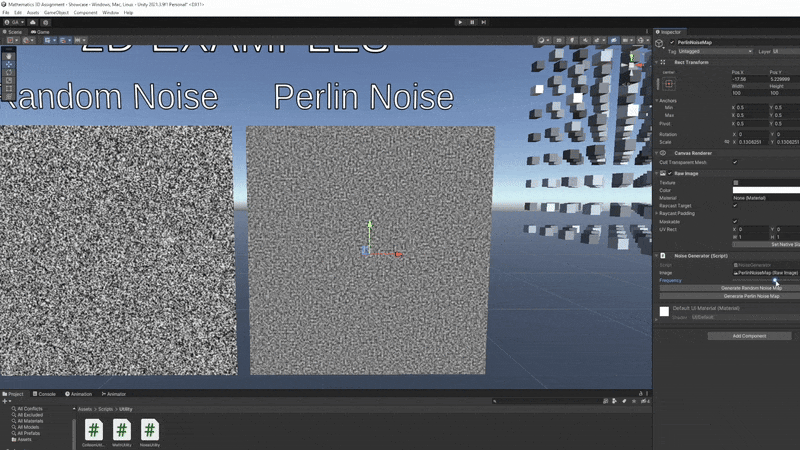 Mathematics ID Assignment - Showcase - Windows, Mac, Linux - Unity 2021.3.9f1 Personal* <DX11>
File Edit Assets GameObject Component Window Help
Scene Game
2D EXAMPLES
Random Noise Perlin Noise
Inspector
PerlinNoiseMap
Tag Untagged Layer UI
Rect Transform
center Pos X Pos Y
-17.56 5.229999
Width Height
100 100
Anchors
Min X 0.5 Y 0.5
Max X 0.5 Y 0.5
Pivot X 0.5 Y 0.5
Rotation X 0 Y 0
Scale X 0.1308251 Y 0.1308251
Canvas Renderer
Cull Transparent Mesh
Raw Image
Texture
Color
Material None (Material)
Raycast Target
Raycast Padding
Maskable
UV Rect X 0 Y 0
W 1 H 1
Set Native Size
Noise Generator (Script)
Script NoiseGenerator
Image PerlinNoiseMap (Raw Image)
Frequency
Generate Random Noise Map
Generate Perlin Noise Map
Default UI Material (Material)
Shader UI/Default
Add Component
Project Console Animation Animator
All Conflicts
All Excluded
All Materials
All Models
All Prefabs
Assets
Assets > Scripts > Utility